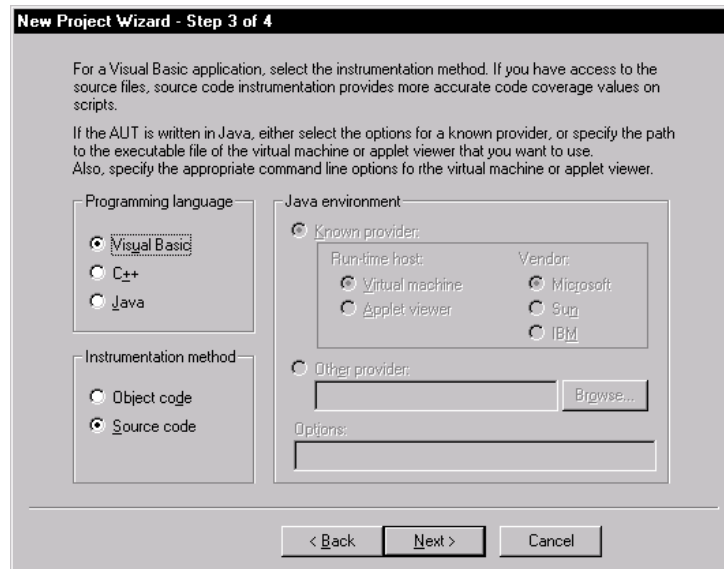 New Project Wizard - Step 3 of 4
For a Visual Basic application, select the instrumentation method. If you have access to the
source files, source code instrumentation provides more accurate code coverage values on
scripts.
If the AUT is written in Java, either select the options for a known provider, or specify the path
to the executable file of the virtual machine or applet viewer that you want to use.
Also, specify the appropriate command line options fo rthe virtual machine or applet viewer.
Programming language
Visual Basic
C++
Java
Instrumentation method
Object code
Source code
Java environment
Known provider:
Run-time host:
Virtual machine
Applet viewer
Vendor:
Microsoft
Sun
IBM
Other provider:
Browse...
Options:
< Back
Next >
Cancel